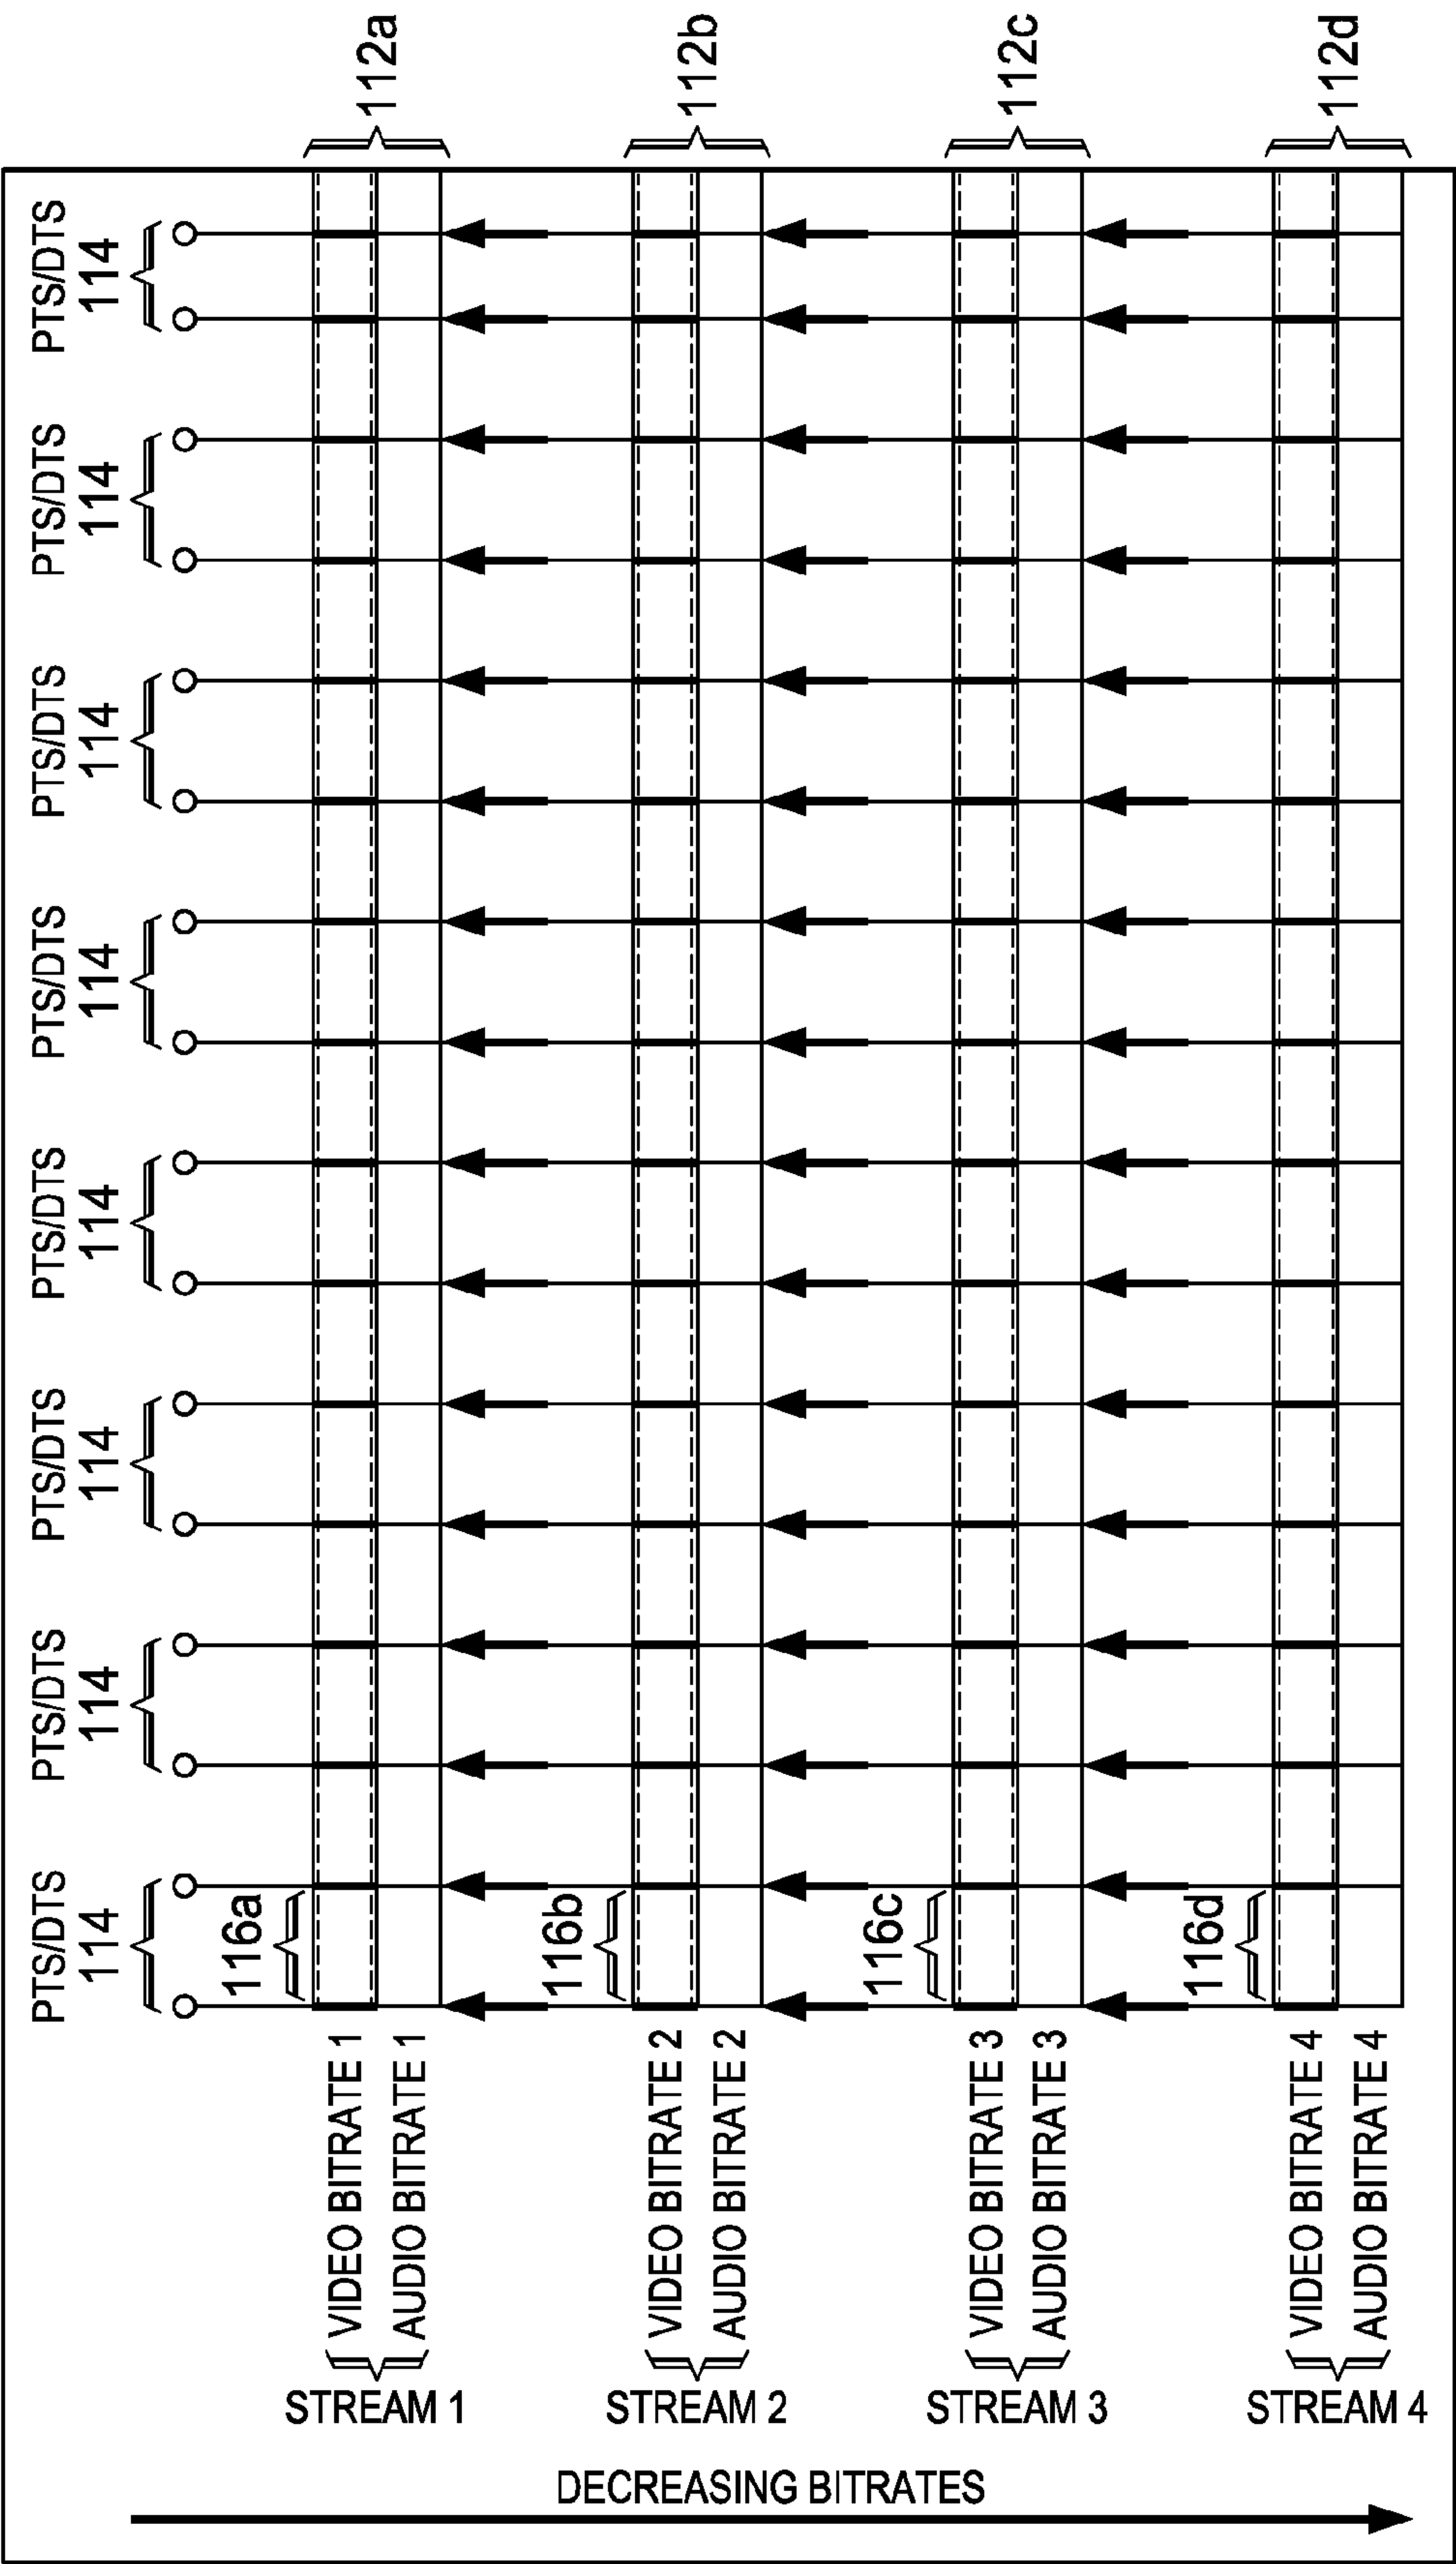 PTS/DTS PTS/DTS PTS/DTS PTS/DTS PTS/DTS PTS/DTS PTS/DTS PTS/DTS
114 114 114 114 114 114 114 114
116a
STREAM 1
VIDEO BITRATE 1
AUDIO BITRATE 1
112a
116b
STREAM 2
VIDEO BITRATE 2
AUDIO BITRATE 2
112b
116c
STREAM 3
VIDEO BITRATE 3
AUDIO BITRATE 3
112c
116d
STREAM 4
VIDEO BITRATE 4
AUDIO BITRATE 4
112d
DECREASING BITRATES